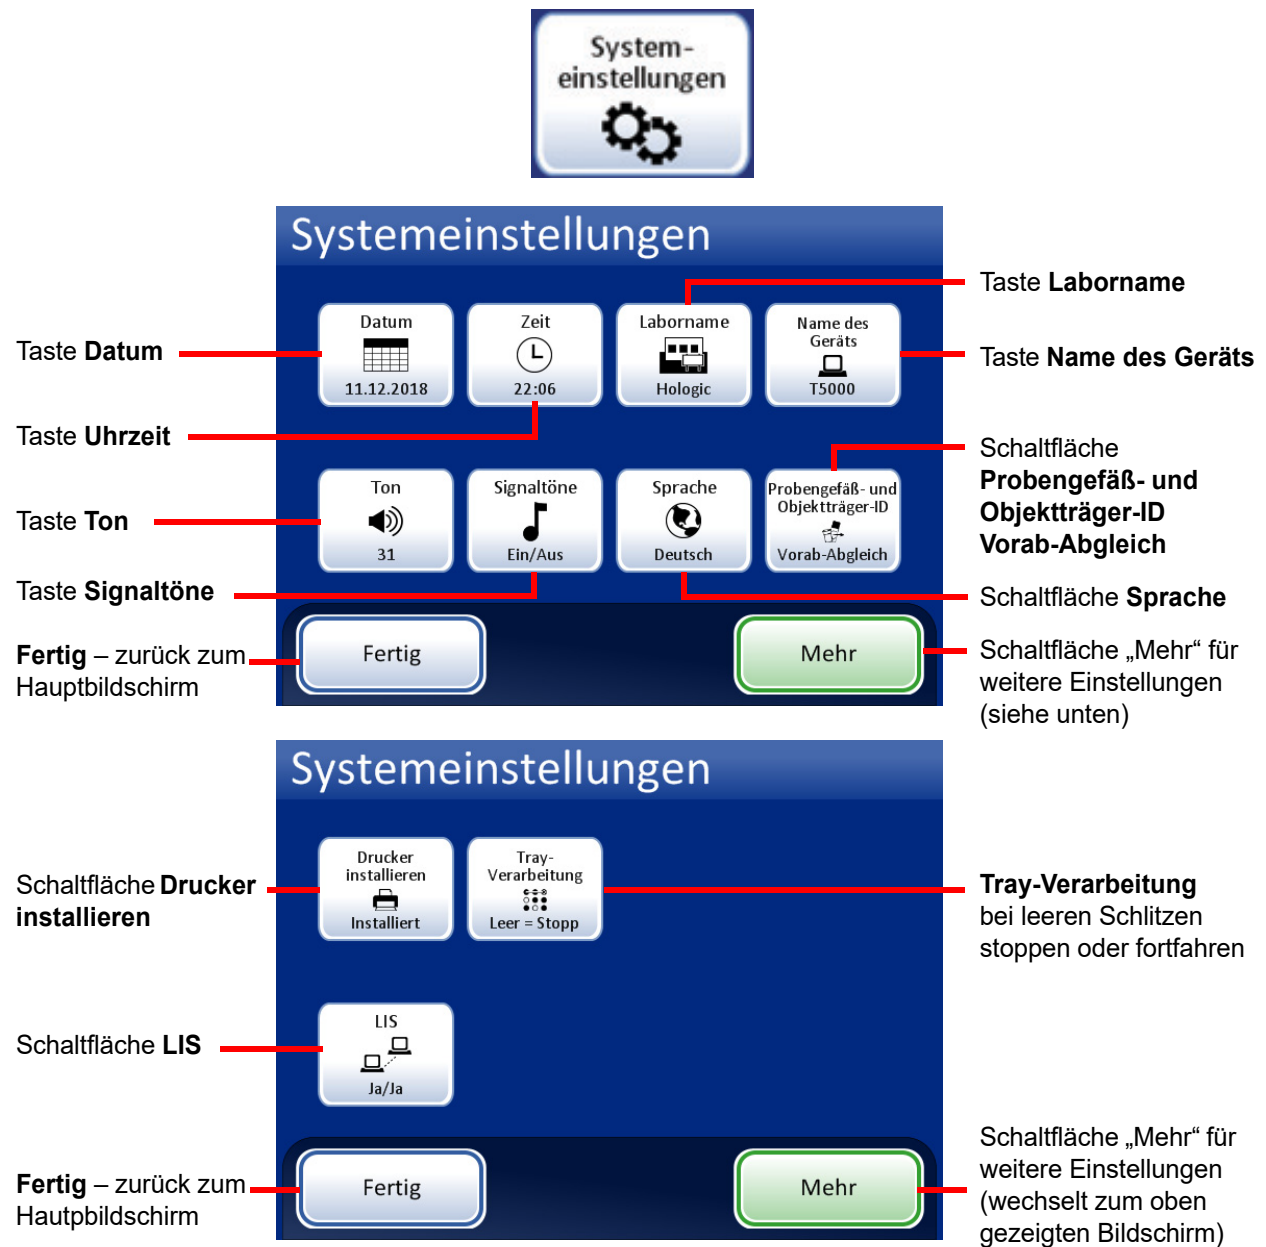 System-
einstellungen
Systemeinstellungen
Taste Laborname
Datum
11.12.2018
Zeit
22:06
Laborname
Hologic
Name des
Geräts
T5000
Taste Datum
Taste Name des Geräts
Taste Uhrzeit
Schaltfläche
Probengefäß- und
Objektträger-ID
Vorab-Abgleich
Ton
31
Signaltöne
Ein/Aus
Sprache
Deutsch
Probengefäß- und
Objektträger-ID
Vorab-Abgleich
Taste Ton
Taste Signaltöne
Schaltfläche Sprache
Fertig – zurück zum
Hauptbildschirm
Fertig
Mehr
Schaltfläche „Mehr“ für
weitere Einstellungen
(siehe unten)
Systemeinstellungen
Drucker
installieren
Installiert
Tray-
Verarbeitung
Leer = Stopp
Schaltfläche Drucker
installieren
Tray-Verarbeitung
bei leeren Schlitzen
stoppen oder fortfahren
LIS
Ja/Ja
Schaltfläche LIS
Fertig – zurück zum
Hautpbildschirm
Fertig
Mehr
Schaltfläche „Mehr“ für
weitere Einstellungen
(wechselt zum oben
gezeigten Bildschirm)